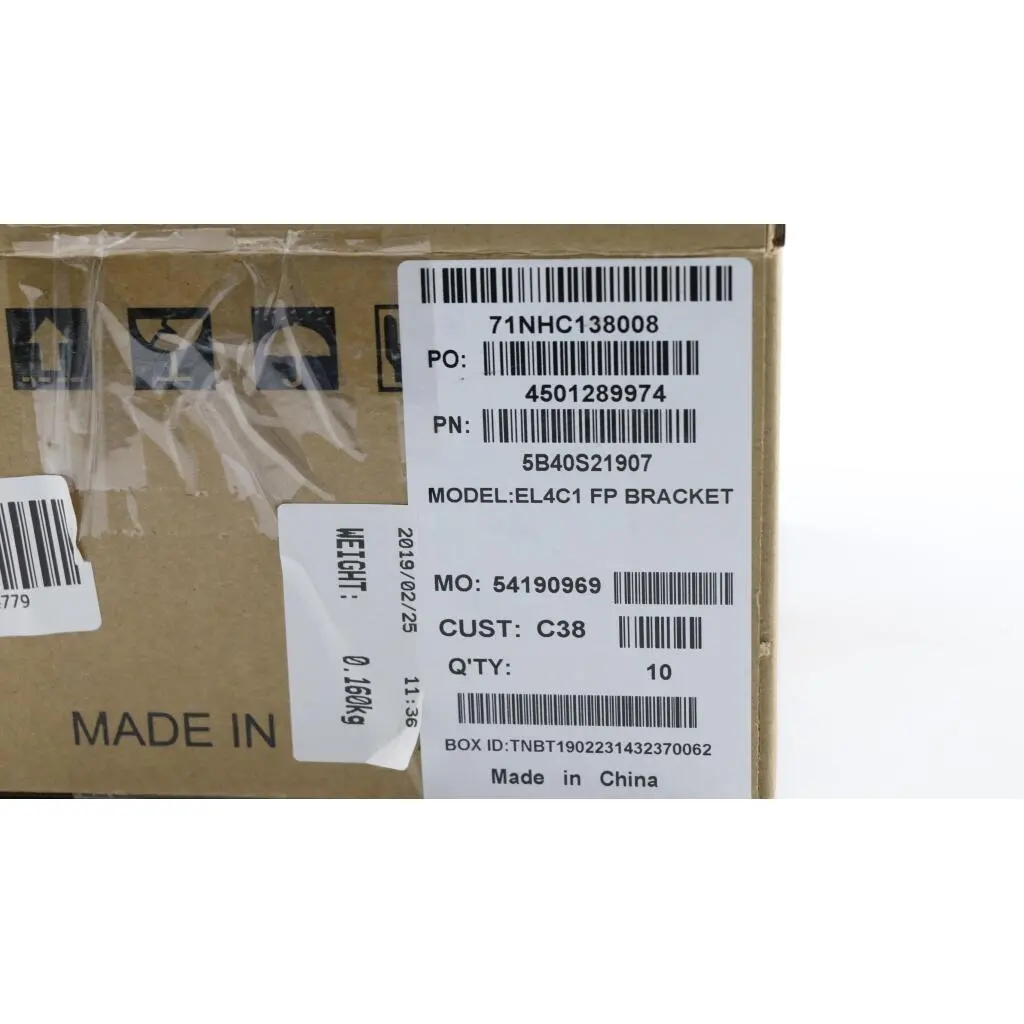 71NHC138008
PO:
4501289974
PN:
5B40S21907
MODEL:EL4C1 FP BRACKET
MO: 54190969
CUST: C38
Q'TY: 10
BOX ID:TNBT1902231432370062
Made in China
2019/02/25 11:36
WEIGHT: 0.160kg
779
MADE IN